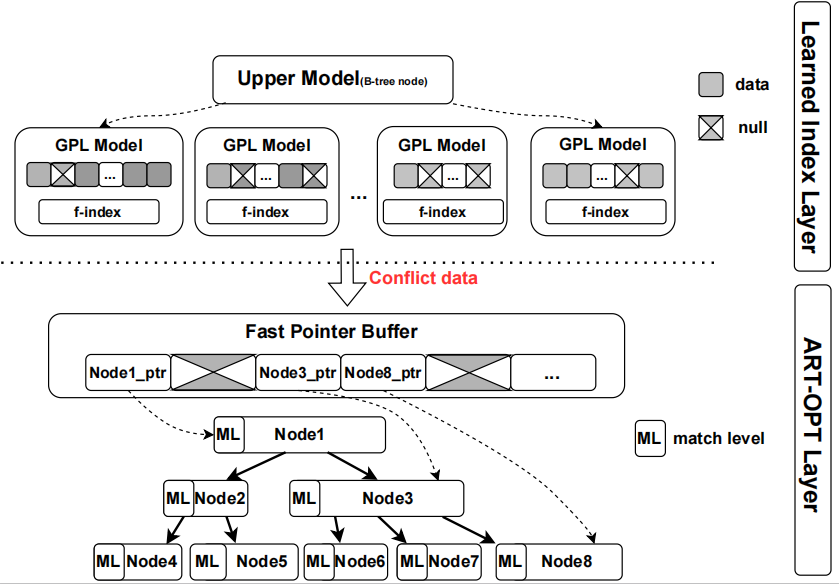 Learned Index Layer
Upper Model(B-tree node)
data
null
GPL Model
...
f-index
GPL Model
...
f-index
...
GPL Model
...
f-index
GPL Model
...
f-index
Conflict data
ART-OPT Layer
Fast Pointer Buffer
Node1_ptr
Node3_ptr
Node8_ptr
...
ML Node1
ML match level
ML Node2
ML Node3
ML Node4
ML Node5
ML Node6
ML Node7
ML Node8